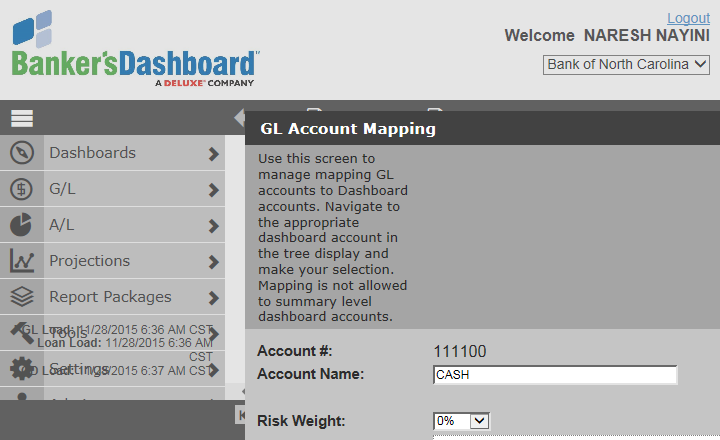 Logout
Welcome NARESH NAYINI
Banker'sDashboard™
A DELUXE® COMPANY
Bank of North Carolina
GL Account Mapping
Use this screen to
manage mapping GL
accounts to Dashboard
accounts. Navigate to
the appropriate
dashboard account in
the tree display and
make your selection.
Mapping is not allowed
to summary level
dashboard accounts.
Dashboards
G/L
A/L
Projections
Report Packages
Tools
GL Load: 11/28/2015 6:36 AM CST
Loan Load: 11/28/2015 6:36 AM
CST
Settings
Load: 11/28/2015 6:37 AM CST
Account #: 111100
Account Name: CASH
Risk Weight: 0%